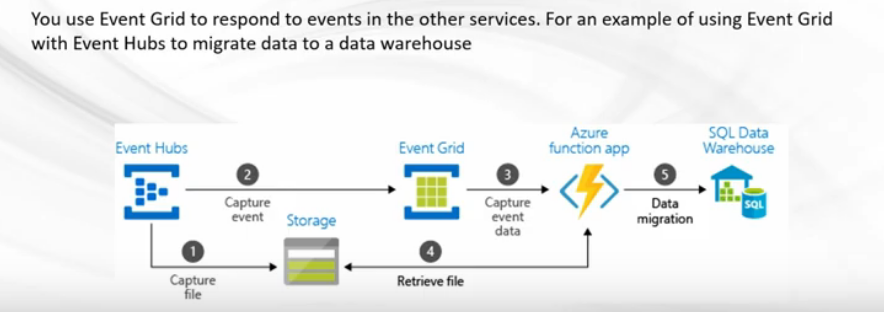 You use Event Grid to respond to events in the other services. For an example of using Event Grid
with Event Hubs to migrate data to a data warehouse
Event Hubs
Event Grid
Azure
function app
SQL Data
Warehouse
2
Capture
event
3
Capture
event
data
5
Data
migration
SQL
Storage
1
Capture
file
4
Retrieve file